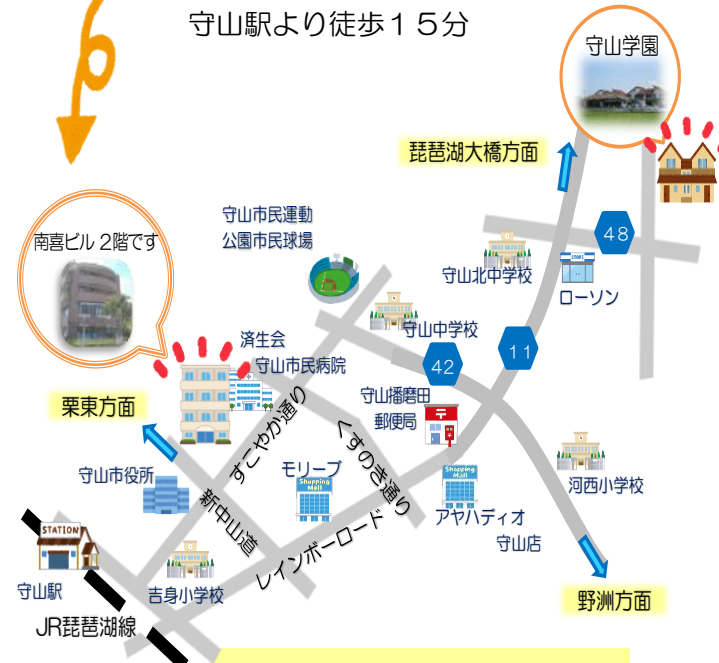 守山駅より徒歩１５分
守山学園
琵琶湖大橋方面
南喜ビル２階です
守山市民運動
公園市民球場
48
守山北中学校
STORE
ローソン
守山中学校
11
済生会
守山市民病院
42
守山播磨田
郵便局
栗東方面
すこやか通り
くすのき通り
モリーブ
Shopping
Mall
守山市役所
新中山道
レインボーロード
Shopping
Mall
アヤハディオ
守山店
河西小学校
STATION
守山駅
吉身小学校
野洲方面
JR琵琶湖線